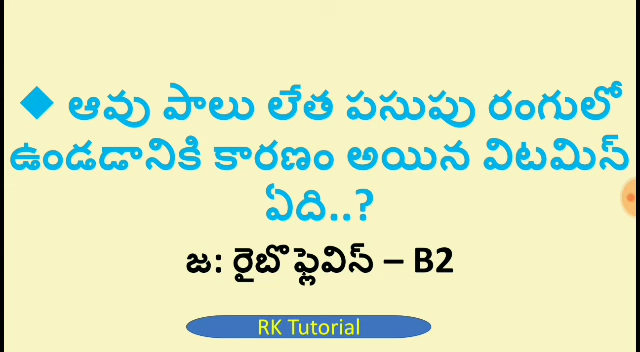 ◆ ఆవు పాలు లేత పసుపు రంగులో
ఉండడానికి కారణం అయిన విటమిన్
ఏది..?
జ: రైబొఫ్లెవిన్ – B2
RK Tutorial